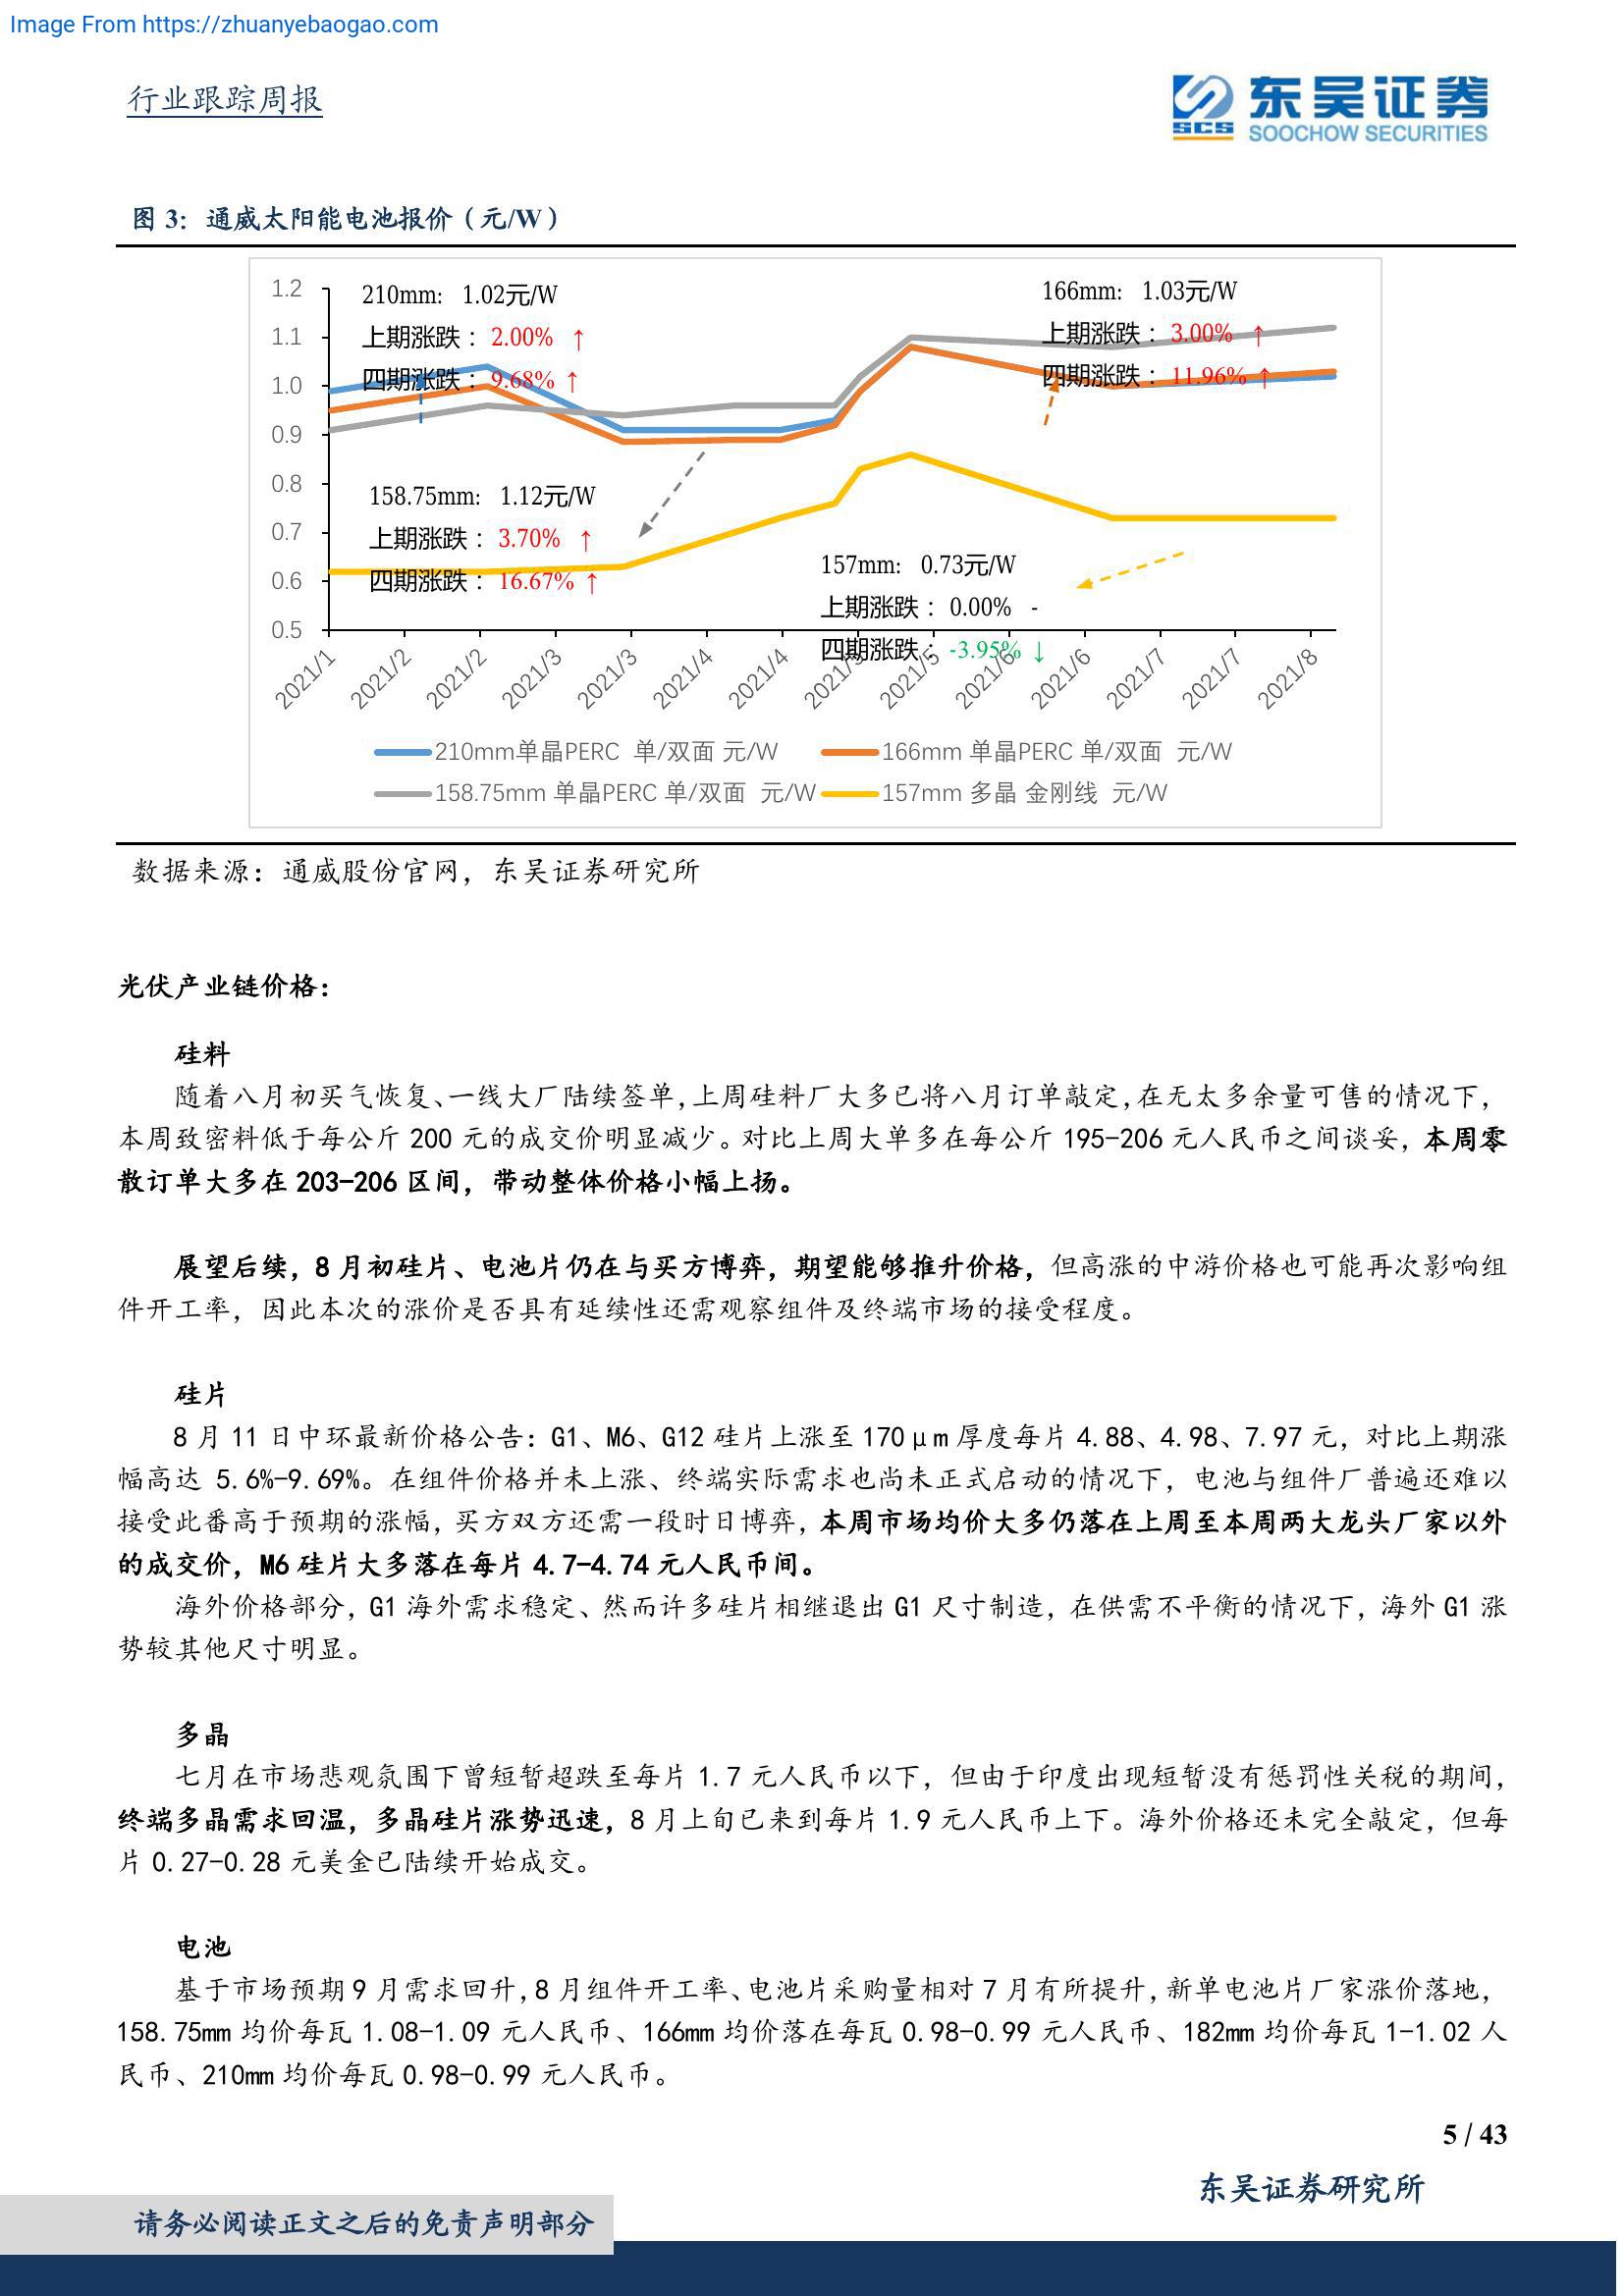 Image From https://zhuanyebaogao.com
行业跟踪周报
东吴证券
SCS
SOOCHOW SECURITIES
图 3：通威太阳能电池报价（元/W）
1.2
1.1
1.0
0.9
0.8
0.7
0.6
0.5
210mm: 1.02元/W
上期涨跌：2.00% ↑
四期涨跌：9.68% ↑
166mm: 1.03元/W
上期涨跌：3.00% ↑
四期涨跌：11.96% ↑
158.75mm: 1.12元/W
上期涨跌：3.70% ↑
四期涨跌：16.67% ↑
157mm: 0.73元/W
上期涨跌：0.00% -
四期涨跌：-3.95% ↓
2021/1 2021/2 2021/2 2021/3 2021/3 2021/4 2021/4 2021/5 2021/5 2021/6 2021/6 2021/7 2021/7 2021/8
210mm单晶PERC 单/双面 元/W 166mm 单晶PERC 单/双面 元/W
158.75mm 单晶PERC 单/双面 元/W 157mm 多晶 金刚线 元/W
数据来源：通威股份官网，东吴证券研究所
光伏产业链价格：
硅料
随着八月初买气恢复、一线大厂陆续签单，上周硅料厂大多已将八月订单敲定，在无太多余量可售的情况下，
本周致密料低于每公斤 200 元的成交价明显减少。对比上周大单多在每公斤 195-206 元人民币之间谈妥，本周零
散订单大多在 203-206 区间，带动整体价格小幅上扬。
展望后续，8 月初硅片、电池片仍在与买方博弈，期望能够推升价格，但高涨的中游价格也可能再次影响组
件开工率，因此本次的涨价是否具有延续性还需观察组件及终端市场的接受程度。
硅片
8 月 11 日中环最新价格公告：G1、M6、G12 硅片上涨至 170μm 厚度每片 4.88、4.98、7.97 元，对比上期涨
幅高达 5.6%-9.69%。在组件价格并未上涨、终端实际需求也尚未正式启动的情况下，电池与组件厂普遍还难以
接受此番高于预期的涨幅，买方双方还需一段时日博弈，本周市场均价大多仍落在上周至本周两大龙头厂家以外
的成交价，M6 硅片大多落在每片 4.7-4.74 元人民币间。
海外价格部分，G1 海外需求稳定、然而许多硅片相继退出 G1 尺寸制造，在供需不平衡的情况下，海外 G1 涨
势较其他尺寸明显。
多晶
七月在市场悲观氛围下曾短暂超跌至每片 1.7 元人民币以下，但由于印度出现短暂没有惩罚性关税的期间，
终端多晶需求回温，多晶硅片涨势迅速，8 月上旬已来到每片 1.9 元人民币上下。海外价格还未完全敲定，但每
片 0.27-0.28 元美金已陆续开始成交。
电池
基于市场预期 9 月需求回升，8 月组件开工率、电池片采购量相对 7 月有所提升，新单电池片厂家涨价落地，
158.75mm 均价每瓦 1.08-1.09 元人民币、166mm 均价落在每瓦 0.98-0.99 元人民币、182mm 均价每瓦 1-1.02 人
民币、210mm 均价每瓦 0.98-0.99 元人民币。
5 / 43
东吴证券研究所
请务必阅读正文之后的免责声明部分